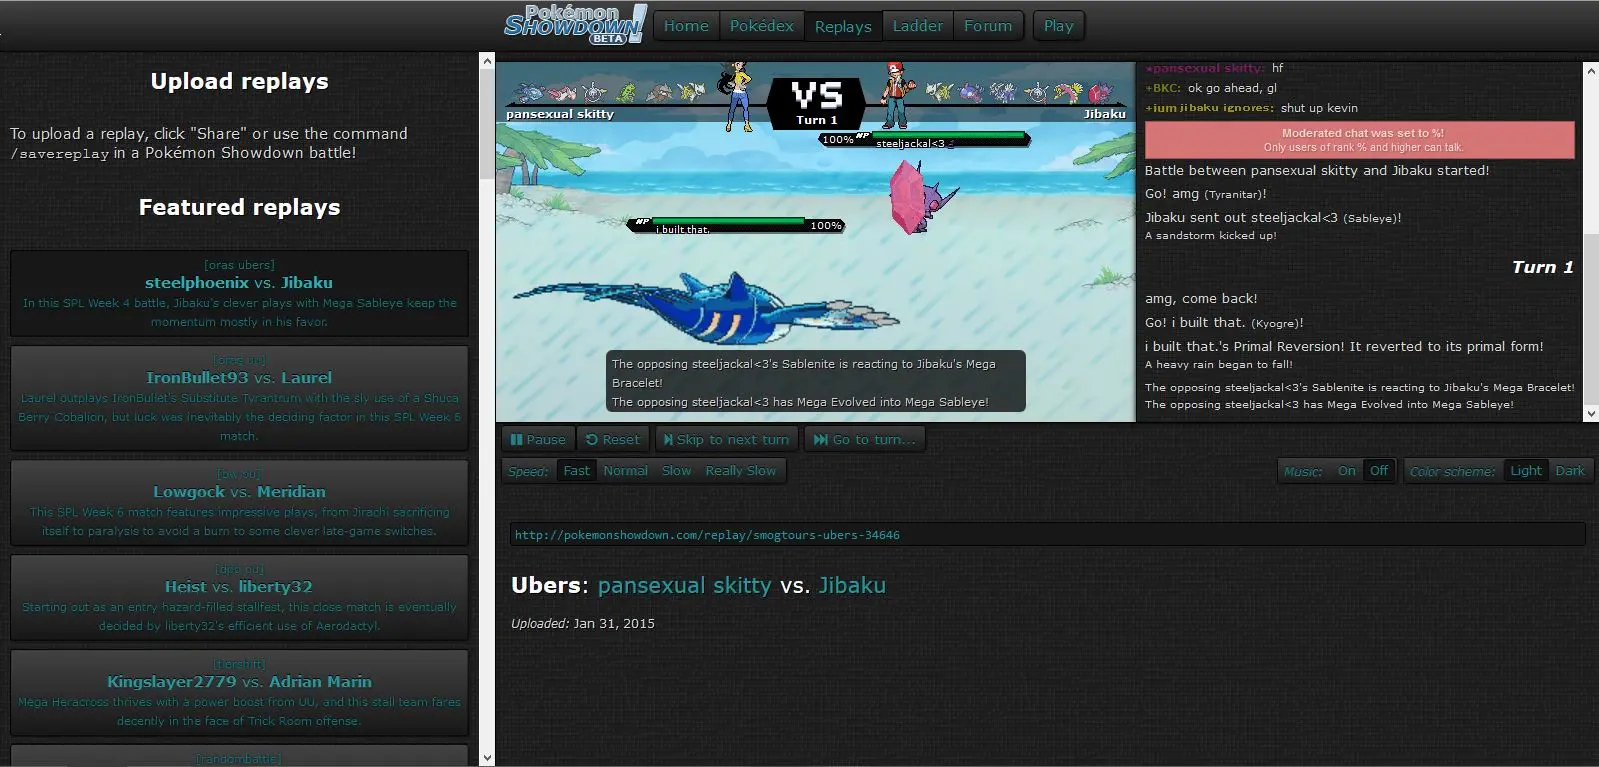 Pokémon
SHOWDOWN!
BETA
Home
Pokédex
Replays
Ladder
Forum
Play
Upload replays
To upload a replay, click "Share" or use the command
/savereplay in a Pokémon Showdown battle!
Featured replays
[oras ubers]
steelphoenix vs. Jibaku
In this SPL Week 4 battle, Jibaku's clever plays with Mega Sableye keep the
momentum mostly in his favor.
[oras ou]
IronBullet93 vs. Laurel
Laurel outplays IronBullet's Substitute Tyrantrum with the sly use of a Shuca
Berry Cobalion, but luck was inevitably the deciding factor in this SPL Week 6
match.
[bw ou]
Lowgock vs. Meridian
This SPL Week 6 match features impressive plays, from Jirachi sacrificing
itself to paralysis to avoid a burn to some clever late-game switches.
[dpp ou]
Heist vs. liberty32
Starting out as an entry hazard-filled stallfest, this close match is eventually
decided by liberty32's efficient use of Aerodactyl.
[tiershift]
Kingslayer2779 vs. Adrian Marin
Mega Heracross thrives with a power boost from UU, and this stall team fares
decently in the face of Trick Room offense.
[randombattle]
pansexual skitty
VS
Turn 1
Jibaku
100% HP
steeljackal<3
HP 100%
i built that.
The opposing steeljackal<3's Sablenite is reacting to Jibaku's Mega
Bracelet!
The opposing steeljackal<3 has Mega Evolved into Mega Sableye!
★pansexual skitty: hf
+BKC: ok go ahead, gl
+ium jibaku ignores: shut up kevin
Moderated chat was set to %!
Only users of rank % and higher can talk.
Battle between pansexual skitty and Jibaku started!
Go! amg (Tyranitar)!
Jibaku sent out steeljackal<3 (Sableye)!
A sandstorm kicked up!
Turn 1
amg, come back!
Go! i built that. (Kyogre)!
i built that.'s Primal Reversion! It reverted to its primal form!
A heavy rain began to fall!
The opposing steeljackal<3's Sablenite is reacting to Jibaku's Mega Bracelet!
The opposing steeljackal<3 has Mega Evolved into Mega Sableye!
Pause
Reset
Skip to next turn
Go to turn...
Speed: Fast Normal Slow Really Slow
Music: On Off
Color scheme: Light Dark
http://pokemonshowdown.com/replay/smogtours-ubers-34646
Ubers: pansexual skitty vs. Jibaku
Uploaded: Jan 31, 2015